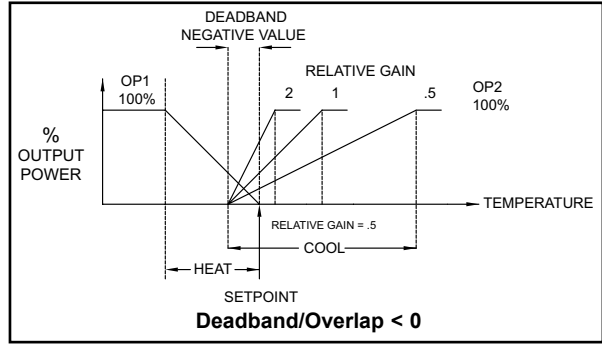 DEADBAND
NEGATIVE VALUE
RELATIVE GAIN
OP1
100%
2
1
.5
OP2
100%
%
OUTPUT
POWER
TEMPERATURE
RELATIVE GAIN = .5
COOL
HEAT
SETPOINT
Deadband/Overlap < 0